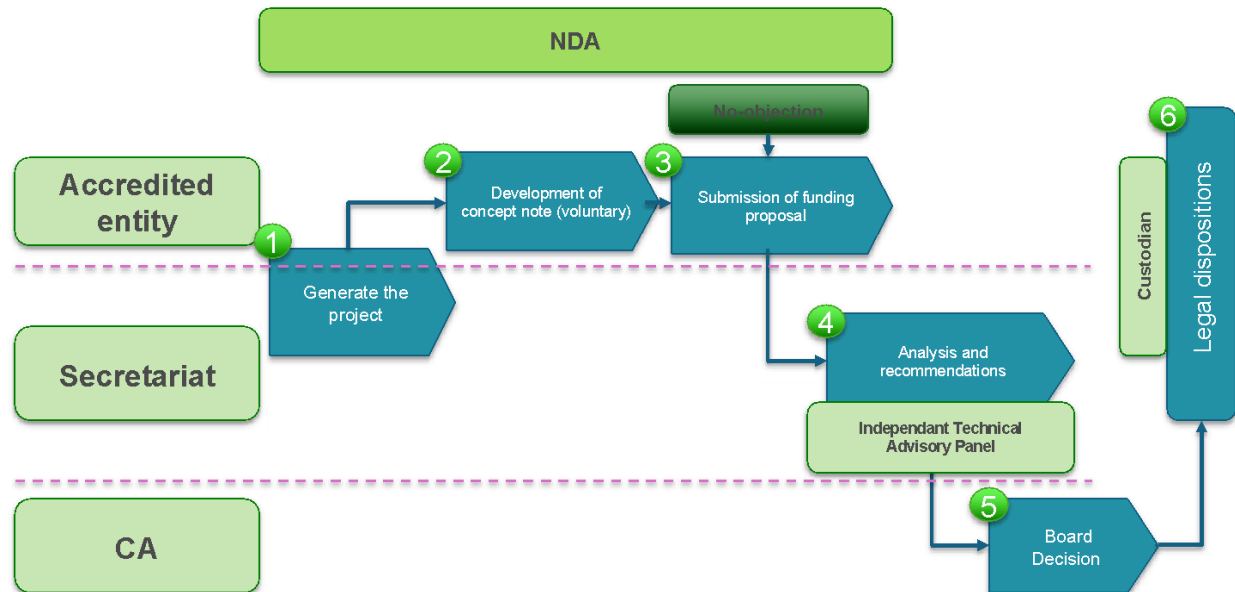 NDA
No-objection
6
2
3
Accredited
entity
Development of
concept note (voluntary)
Submission of funding
proposal
1
Custodian
Legal dispositions
Generate the
project
4
Secretariat
Analysis and
recommendations
Independant Technical
Advisory Panel
5
CA
Board
Decision